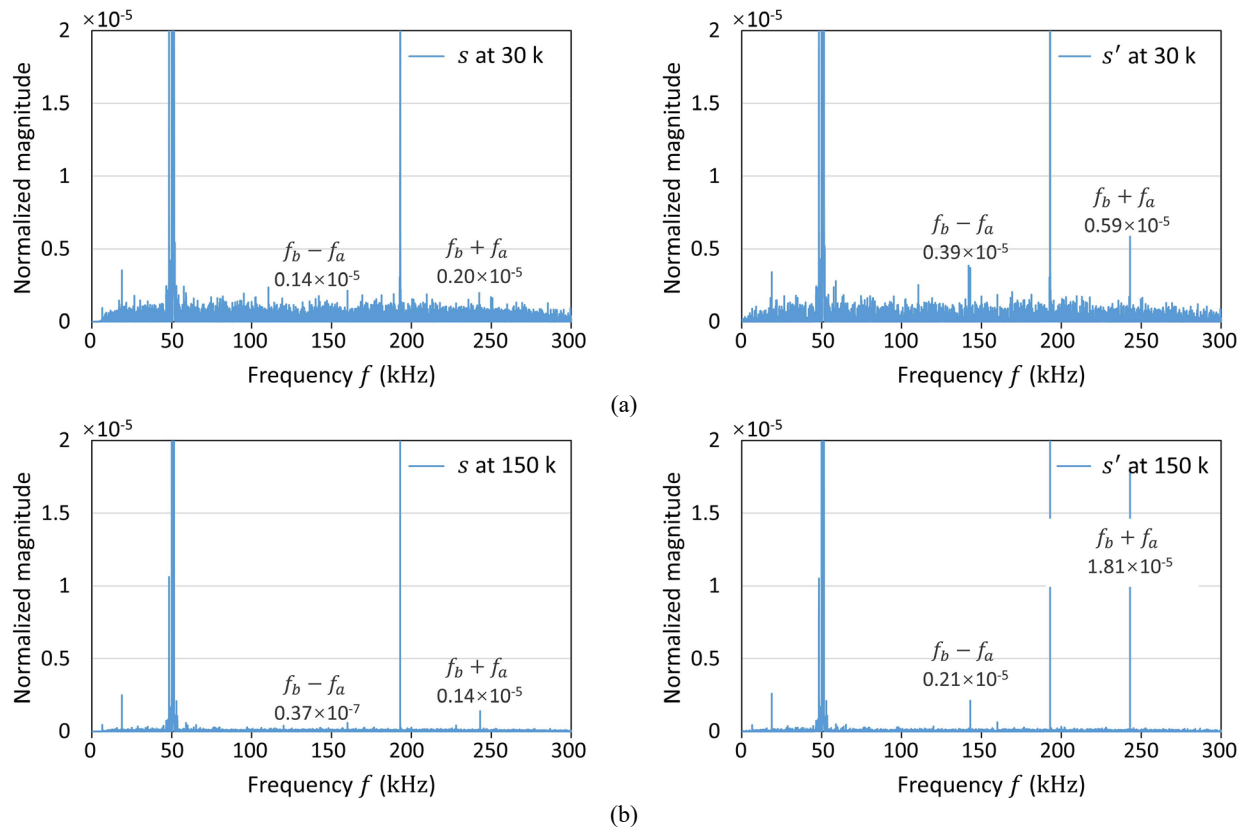 ×10⁻⁵
2
1.5
1
0.5
0
Normalized magnitude
s at 30 k
f_b − f_a
0.14×10⁻⁵
f_b + f_a
0.20×10⁻⁵
0 50 100 150 200 250 300
Frequency f (kHz)
×10⁻⁵
2
1.5
1
0.5
0
Normalized magnitude
s′ at 30 k
f_b − f_a
0.39×10⁻⁵
f_b + f_a
0.59×10⁻⁵
0 50 100 150 200 250 300
Frequency f (kHz)
(a)
×10⁻⁵
2
1.5
1
0.5
0
Normalized magnitude
s at 150 k
f_b − f_a
0.37×10⁻⁷
f_b + f_a
0.14×10⁻⁵
0 50 100 150 200 250 300
Frequency f (kHz)
×10⁻⁵
2
1.5
1
0.5
0
Normalized magnitude
s′ at 150 k
f_b − f_a
0.21×10⁻⁵
f_b + f_a
1.81×10⁻⁵
0 50 100 150 200 250 300
Frequency f (kHz)
(b)